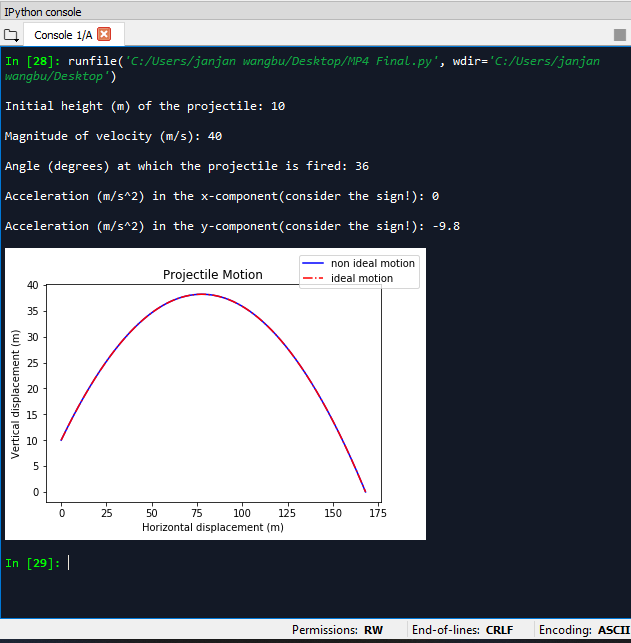 IPython console
Console 1/A
In [28]: runfile('C:/Users/janjan wangbu/Desktop/MP4 Final.py', wdir='C:/Users/janjan
wangbu/Desktop')
Initial height (m) of the projectile: 10
Magnitude of velocity (m/s): 40
Angle (degrees) at which the projectile is fired: 36
Acceleration (m/s^2) in the x-component(consider the sign!): 0
Acceleration (m/s^2) in the y-component(consider the sign!): -9.8
Projectile Motion
non ideal motion
ideal motion
40
35
30
25
20
15
10
5
0
Vertical displacement (m)
0 25 50 75 100 125 150 175
Horizontal displacement (m)
In [29]:
Permissions: RW End-of-lines: CRLF Encoding: ASCII